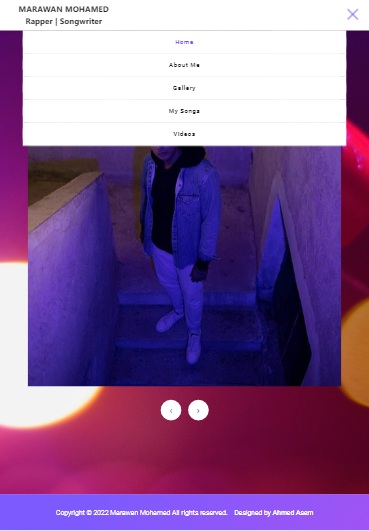 MARAWAN MOHAMED
Rapper | Songwriter
Home
About Me
Gallery
My Songs
Videos
Copyright © 2022 Marawan Mohamed All rights reserved. Designed by Ahmed Asem